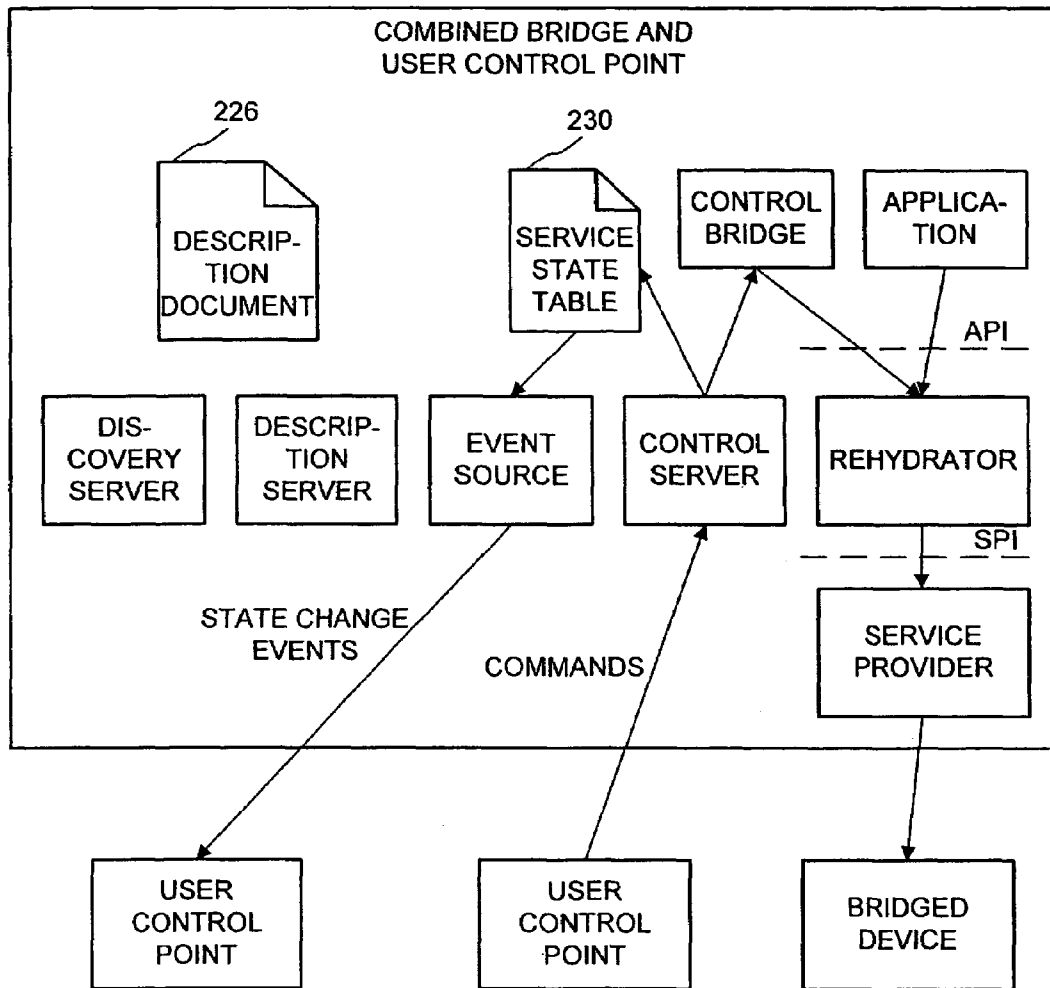 COMBINED BRIDGE AND
USER CONTROL POINT
226
230
DESCRIP-
TION
DOCUMENT
SERVICE
STATE
TABLE
CONTROL
BRIDGE
APPLICA-
TION
API
DIS-
COVERY
SERVER
DESCRIP-
TION
SERVER
EVENT
SOURCE
CONTROL
SERVER
REHYDRATOR
SPI
STATE CHANGE
EVENTS
COMMANDS
SERVICE
PROVIDER
USER
CONTROL
POINT
USER
CONTROL
POINT
BRIDGED
DEVICE